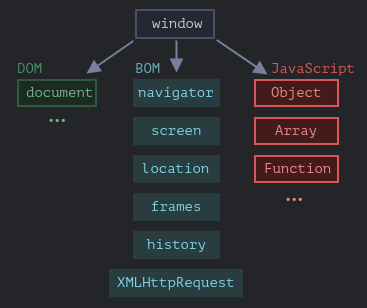 window
DOM
BOM
JavaScript
document
navigator
Object
...
screen
Array
location
Function
frames
...
history
XMLHttpRequest